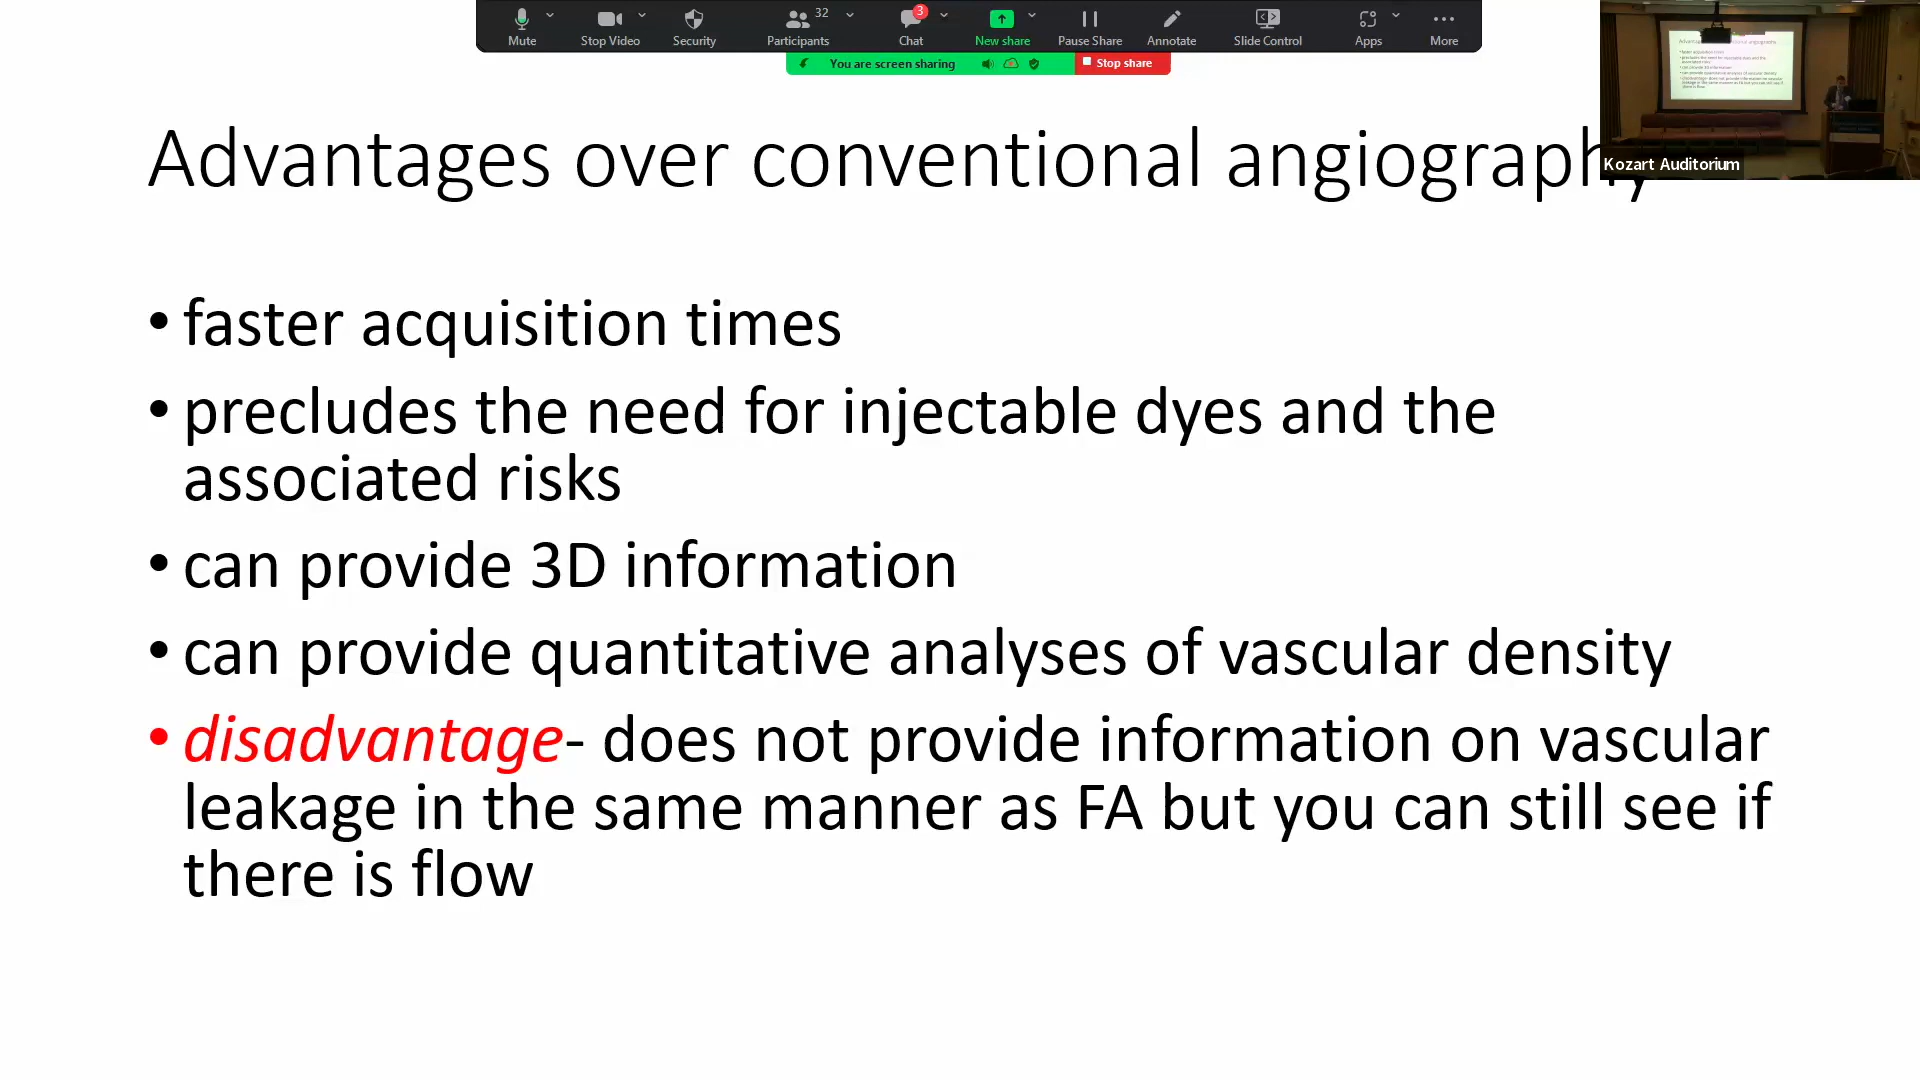 32
3
Mute
Stop Video
Security
Participants
Chat
New share
Pause Share
Annotate
Slide Control
Apps
More
You are screen sharing
Stop share
Kozart Auditorium
Advantages over conventional angiography
• faster acquisition times
• precludes the need for injectable dyes and the
associated risks
• can provide 3D information
• can provide quantitative analyses of vascular density
• disadvantage- does not provide information on vascular
leakage in the same manner as FA but you can still see if
there is flow